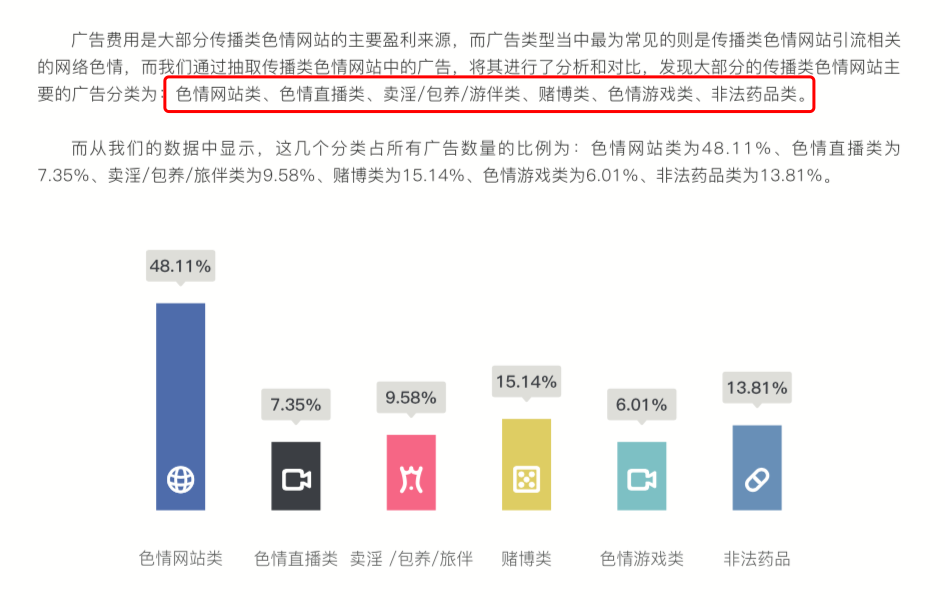 广告费用是大部分传播类色情网站的主要盈利来源，而广告类型当中最为常见的则是传播类色情网站引流相关
的网络色情，而我们通过抽取传播类色情网站中的广告，将其进行了分析和对比，发现大部分的传播类色情网站主
要的广告分类为：色情网站类、色情直播类、卖淫/包养/游伴类、赌博类、色情游戏类、非法药品类。
而从我们的数据中显示，这几个分类占所有广告数量的比例为：色情网站类为48.11%、色情直播类为
7.35%、卖淫/包养/旅伴类为9.58%、赌博类为15.14%、色情游戏类为6.01%、非法药品类为13.81%。
48.11% 7.35% 9.58% 15.14% 6.01% 13.81%
色情网站类 色情直播类 卖淫 /包养/旅伴 赌博类 色情游戏类 非法药品